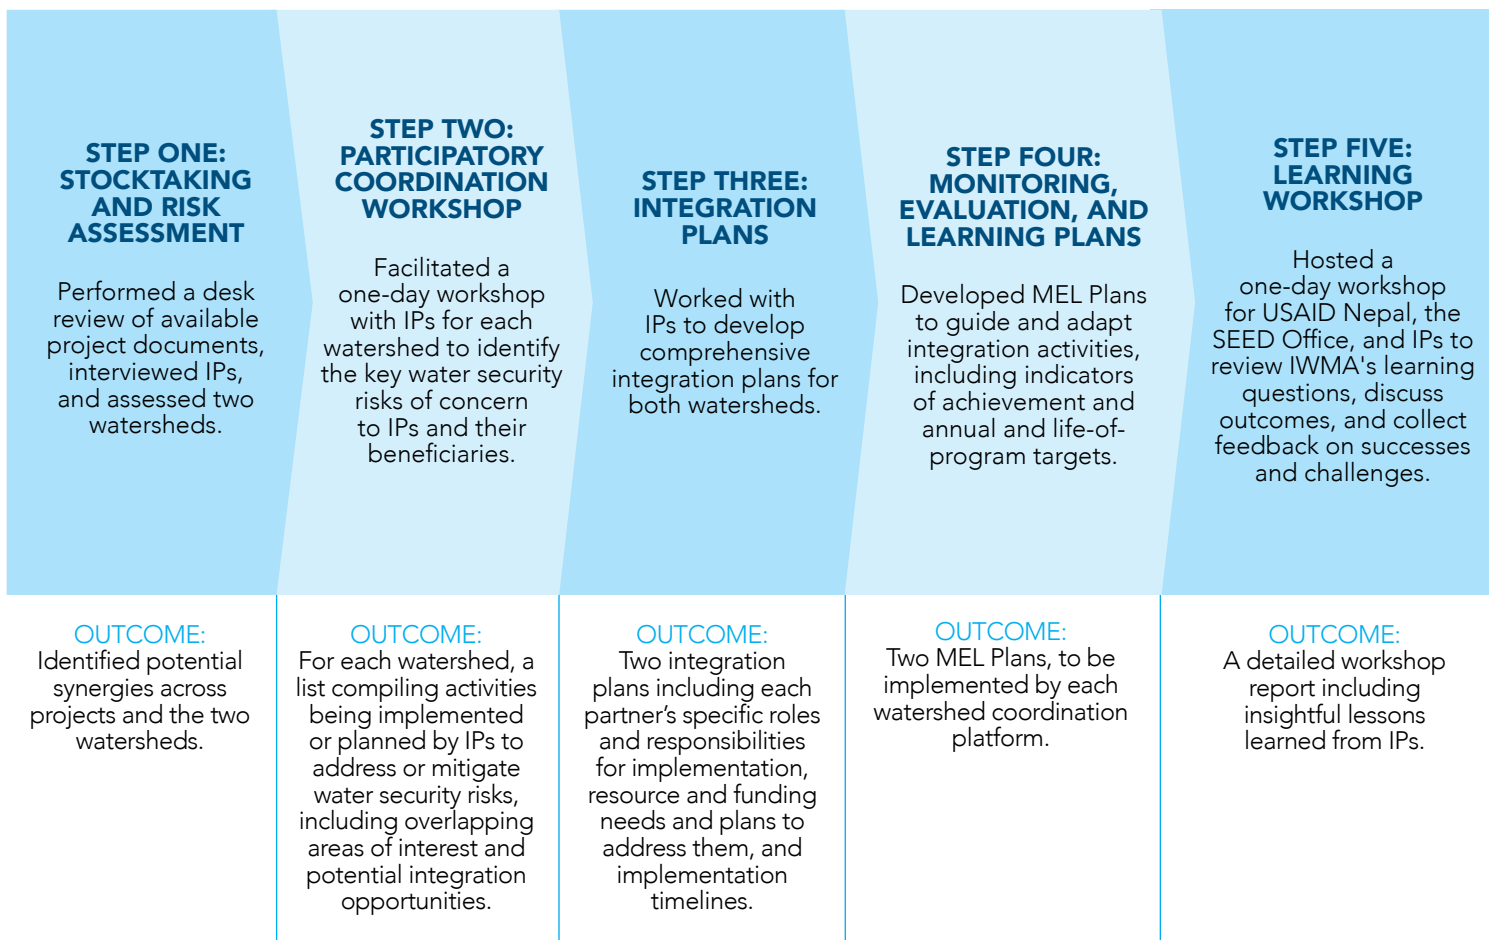 STEP ONE:
STOCKTAKING
AND RISK
ASSESSMENT
Performed a desk
review of available
project documents,
interviewed IPs,
and assessed two
watersheds.
STEP TWO:
PARTICIPATORY
COORDINATION
WORKSHOP
Facilitated a
one-day workshop
with IPs for each
watershed to identify
the key water security
risks of concern
to IPs and their
beneficiaries.
STEP THREE:
INTEGRATION
PLANS
Worked with
IPs to develop
comprehensive
integration plans for
both watersheds.
STEP FOUR:
MONITORING,
EVALUATION, AND
LEARNING PLANS
Developed MEL Plans
to guide and adapt
integration activities,
including indicators
of achievement and
annual and life-of-
program targets.
STEP FIVE:
LEARNING
WORKSHOP
Hosted a
one-day workshop
for USAID Nepal, the
SEED Office, and IPs to
review IWMA's learning
questions, discuss
outcomes, and collect
feedback on successes
and challenges.
OUTCOME:
Identified potential
synergies across
projects and the two
watersheds.
OUTCOME:
For each watershed, a
list compiling activities
being implemented
or planned by IPs to
address or mitigate
water security risks,
including overlapping
areas of interest and
potential integration
opportunities.
OUTCOME:
Two integration
plans including each
partner’s specific roles
and responsibilities
for implementation,
resource and funding
needs and plans to
address them, and
implementation
timelines.
OUTCOME:
Two MEL Plans, to be
implemented by each
watershed coordination
platform.
OUTCOME:
A detailed workshop
report including
insightful lessons
learned from IPs.